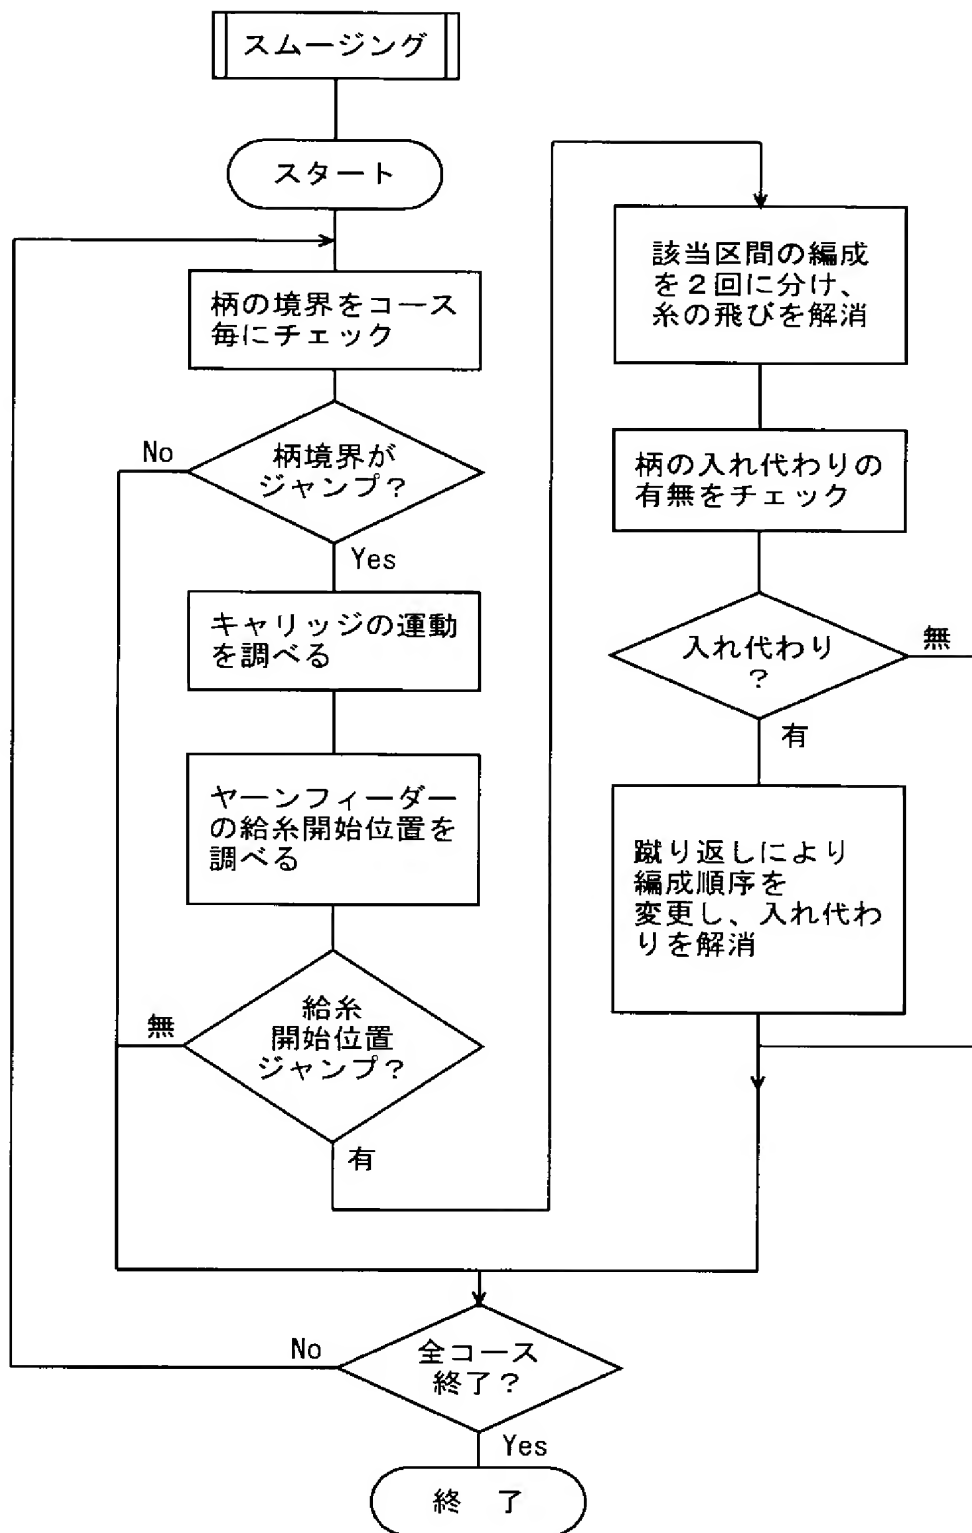 スムージング
スタート
柄の境界をコース
毎にチェック
No
柄境界が
ジャンプ?
Yes
キャリッジの運動
を調べる
ヤーンフィーダー
の給糸開始位置を
調べる
無
給糸
開始位置
ジャンプ?
有
該当区間の編成
を2回に分け、
糸の飛びを解消
柄の入れ代わりの
有無をチェック
入れ代わり
?
無
有
蹴り返しにより
編成順序を
変更し、入れ代わ
りを解消
No
全コース
終了?
Yes
終 了